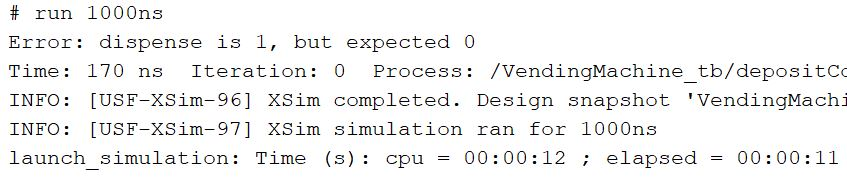 # run 1000ns
Error: dispense is 1, but expected 0
Time: 170 ns  Iteration: 0  Process: /VendingMachine_tb/depositCo
INFO: [USF-XSim-96] XSim completed. Design snapshot 'VendingMachi
INFO: [USF-XSim-97] XSim simulation ran for 1000ns
launch_simulation: Time (s): cpu = 00:00:12 ; elapsed = 00:00:11